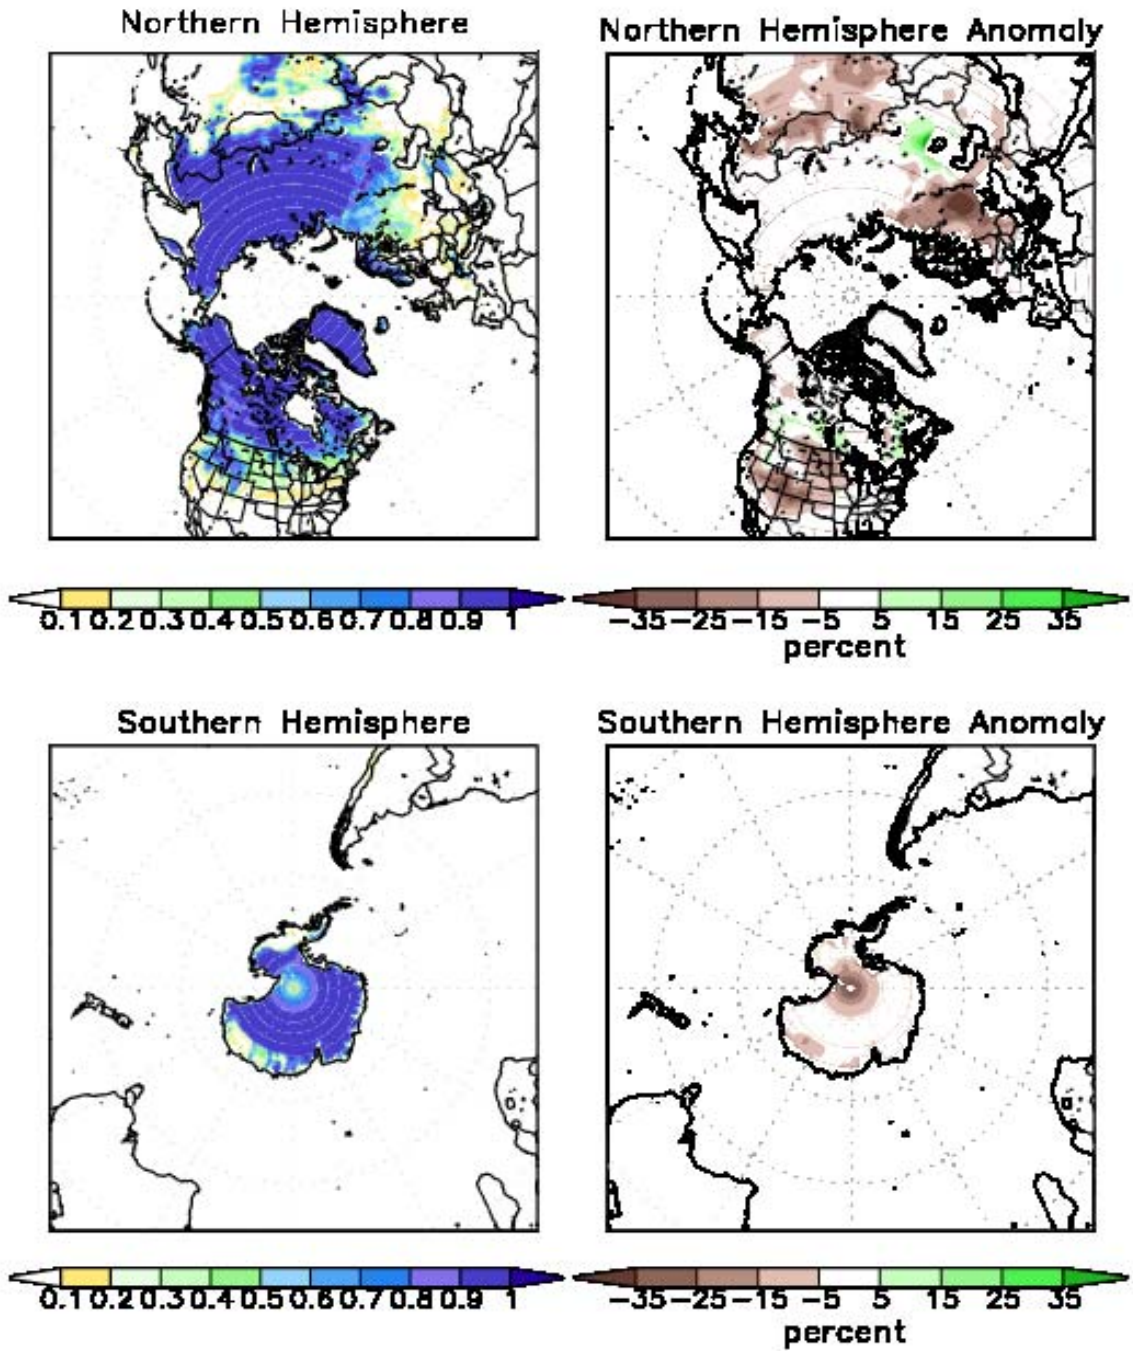 Northern Hemisphere
Northern Hemisphere Anomaly
0.1 0.2 0.3 0.4 0.5 0.6 0.7 0.8 0.9 1
-35 -25 -15 -5 5 15 25 35
percent
Southern Hemisphere
Southern Hemisphere Anomaly
0.1 0.2 0.3 0.4 0.5 0.6 0.7 0.8 0.9 1
-35 -25 -15 -5 5 15 25 35
percent